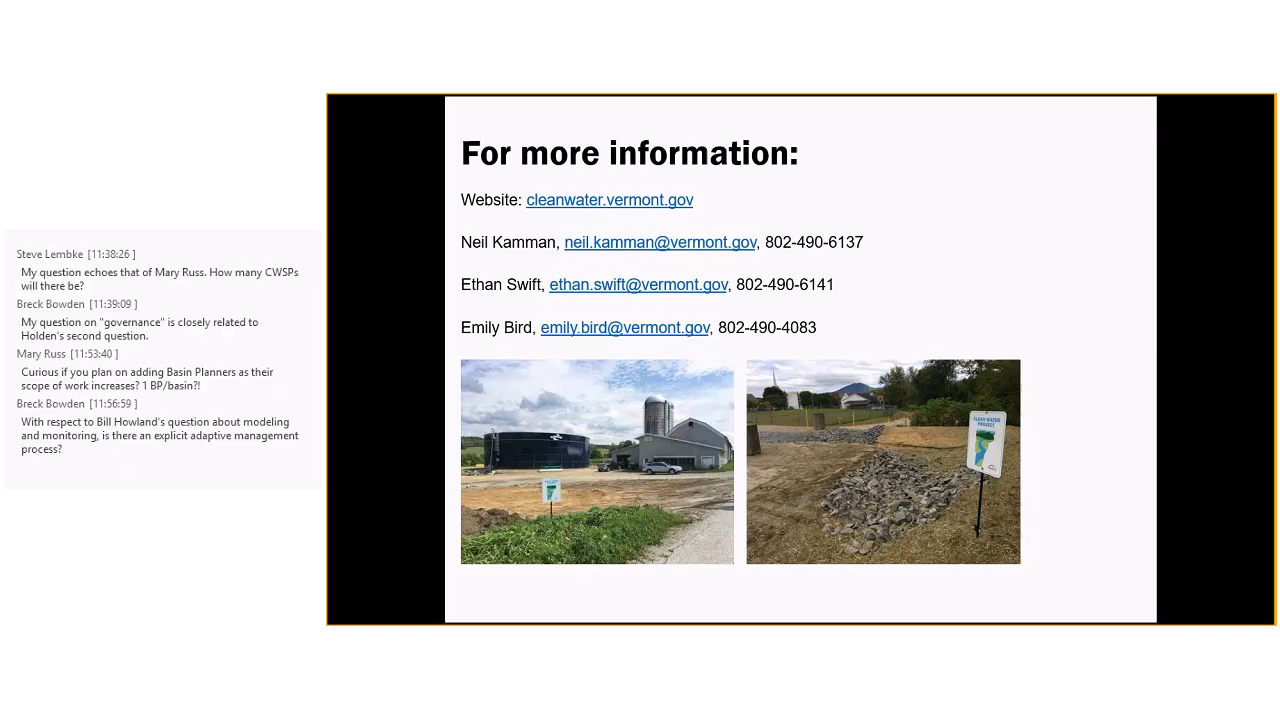 Steve Lembke [11:38:26 ]
My question echoes that of Mary Russ. How many CWSPs
will there be?
Breck Bowden [11:39:09 ]
My question on "governance" is closely related to
Holden's second question.
Mary Russ [11:53:40 ]
Curious if you plan on adding Basin Planners as their
scope of work increases? 1 BP/basin?!
Breck Bowden [11:56:59 ]
With respect to Bill Howland's question about modeling
and monitoring, is there an explicit adaptive management
process?
For more information:
Website: cleanwater.vermont.gov
Neil Kamman, neil.kamman@vermont.gov, 802-490-6137
Ethan Swift, ethan.swift@vermont.gov, 802-490-6141
Emily Bird, emily.bird@vermont.gov, 802-490-4083
CLEAN WATER
PROJECT